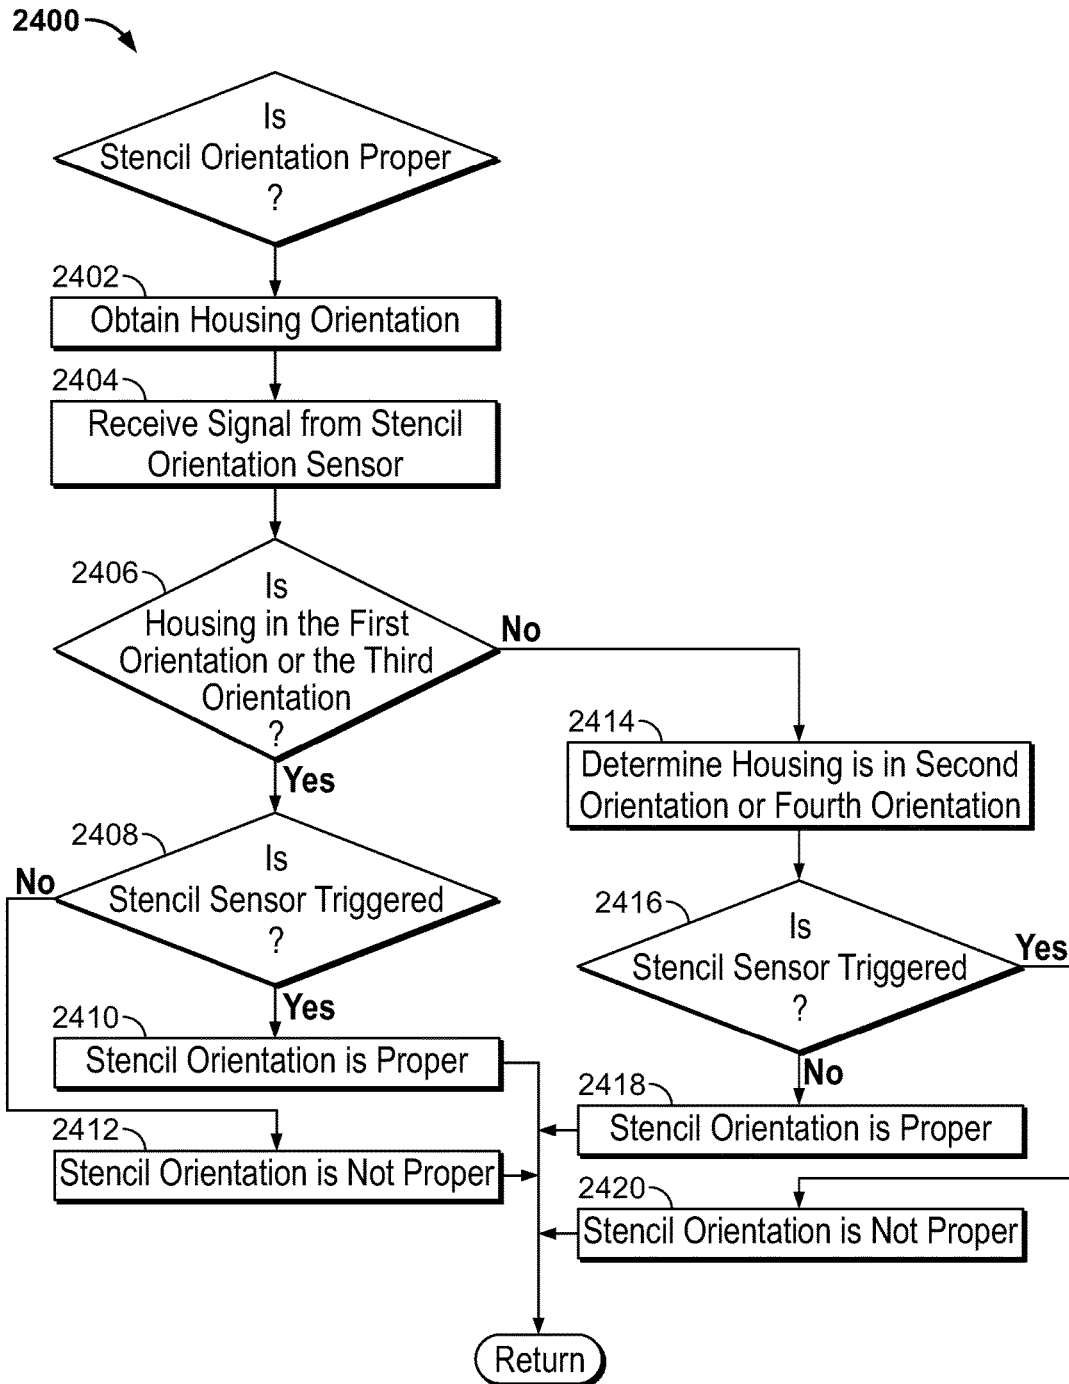 2400
Is
Stencil Orientation Proper
?
2402
Obtain Housing Orientation
2404
Receive Signal from Stencil
Orientation Sensor
2406
Is
Housing in the First
Orientation or the Third
Orientation
?
No
Yes
2408
Is
Stencil Sensor Triggered
?
No
Yes
2410
Stencil Orientation is Proper
2412
Stencil Orientation is Not Proper
2414
Determine Housing is in Second
Orientation or Fourth Orientation
2416
Is
Stencil Sensor Triggered
?
Yes
No
2418
Stencil Orientation is Proper
2420
Stencil Orientation is Not Proper
Return